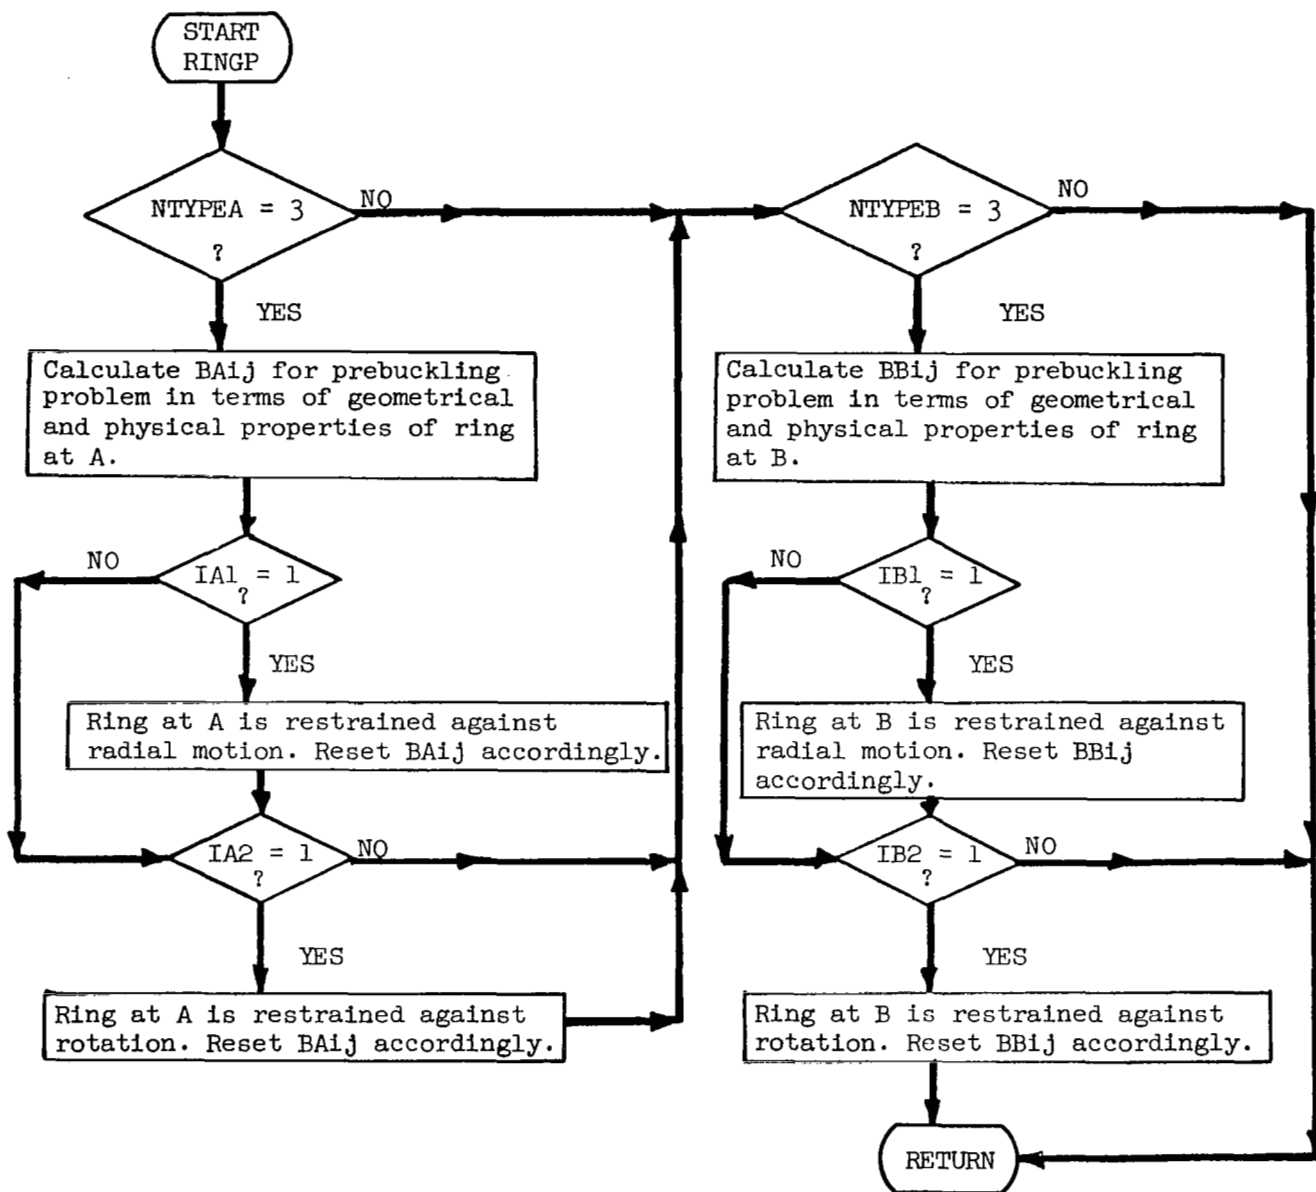 START
RINGP
NTYPEA = 3
?
NO
YES
Calculate BAij for prebuckling
problem in terms of geometrical
and physical properties of ring
at A.
IA1 = 1
?
NO
YES
Ring at A is restrained against
radial motion. Reset BAij accordingly.
IA2 = 1
?
NO
YES
Ring at A is restrained against
rotation. Reset BAij accordingly.
NTYPEB = 3
?
NO
YES
Calculate BBij for prebuckling
problem in terms of geometrical
and physical properties of ring
at B.
IB1 = 1
?
NO
YES
Ring at B is restrained against
radial motion. Reset BBij
accordingly.
IB2 = 1
?
NO
YES
Ring at B is restrained against
rotation. Reset BBij accordingly.
RETURN